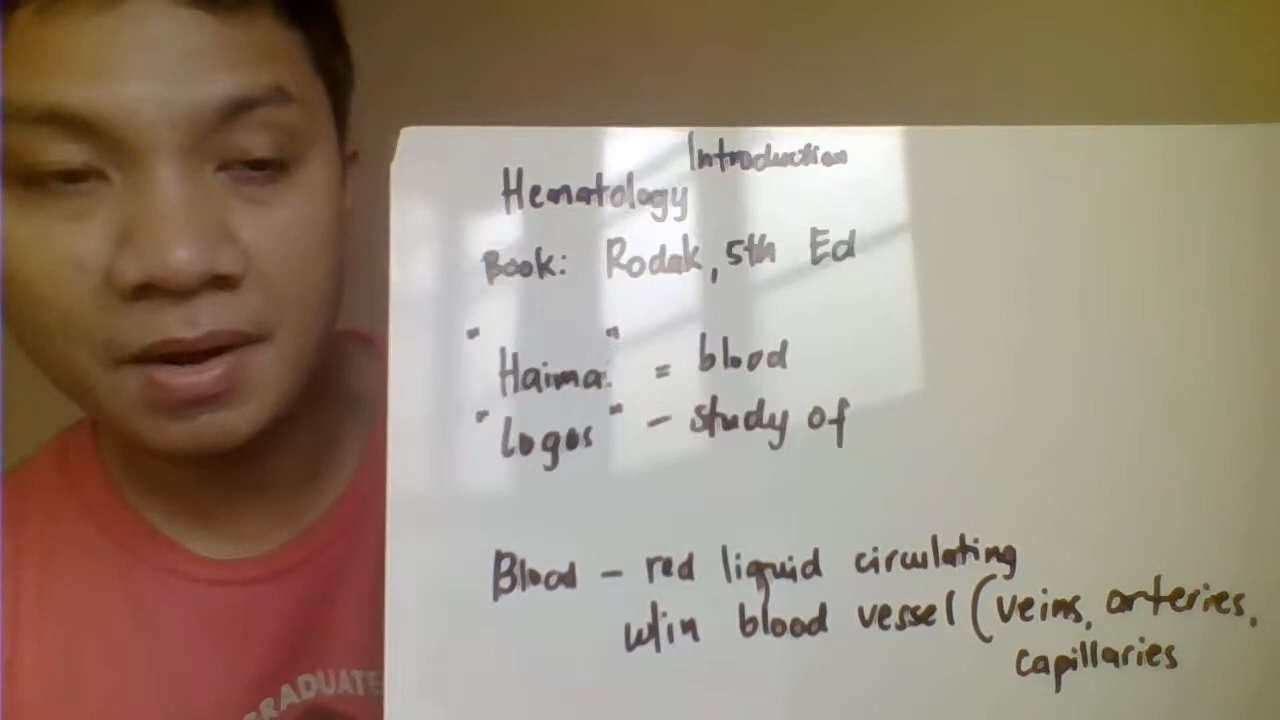 Introduction
Hematology
Book: Rodak, 5th Ed
"Haima" = blood
"Logos" - study of
Blood - red liquid circulating
w/in blood vessel (veins, arteries,
capillaries
GRADUATE